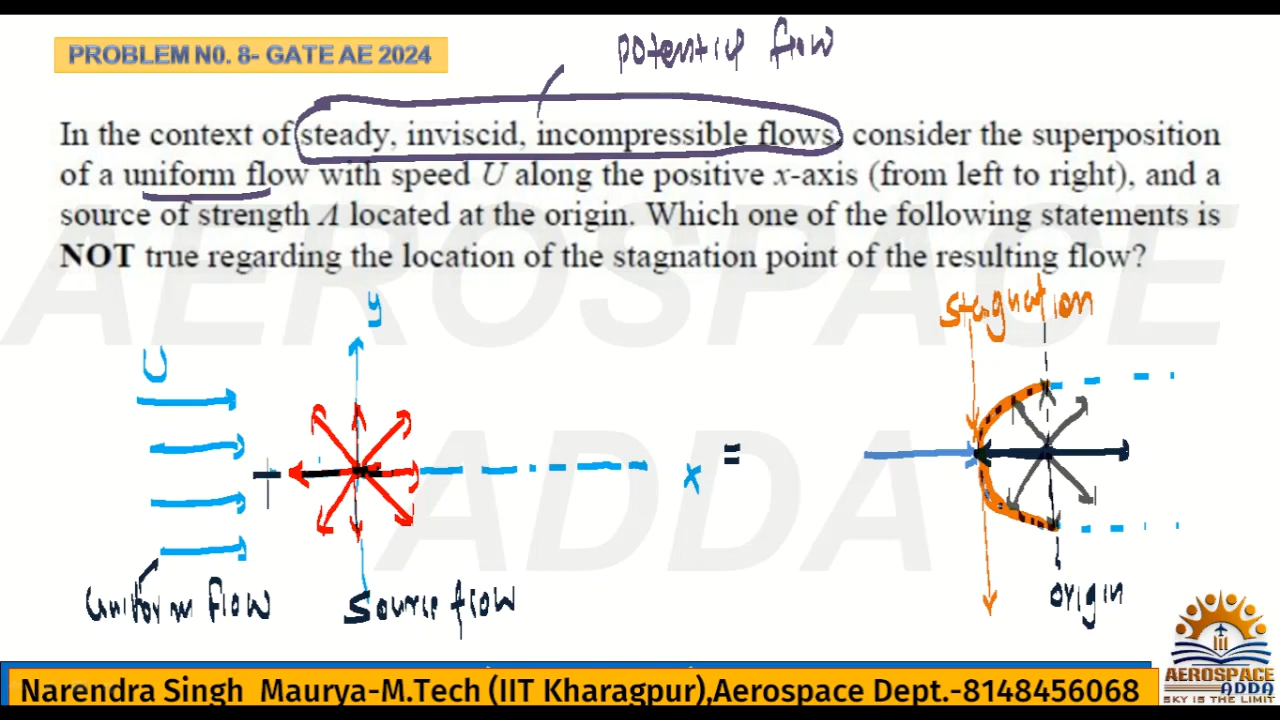 potential flow
PROBLEM N0. 8- GATE AE 2024
In the context of steady, inviscid, incompressible flows, consider the superposition
of a uniform flow with speed U along the positive x-axis (from left to right), and a
source of strength Λ located at the origin. Which one of the following statements is
NOT true regarding the location of the stagnation point of the resulting flow?
AEROSPACE
ADDA
stagnation
y
U
+
x
=
uniform flow
source flow
origin
Narendra Singh Maurya-M.Tech (IIT Kharagpur),Aerospace Dept.-8148456068
AEROSPACE
ADDA
SKY IS THE LIMIT